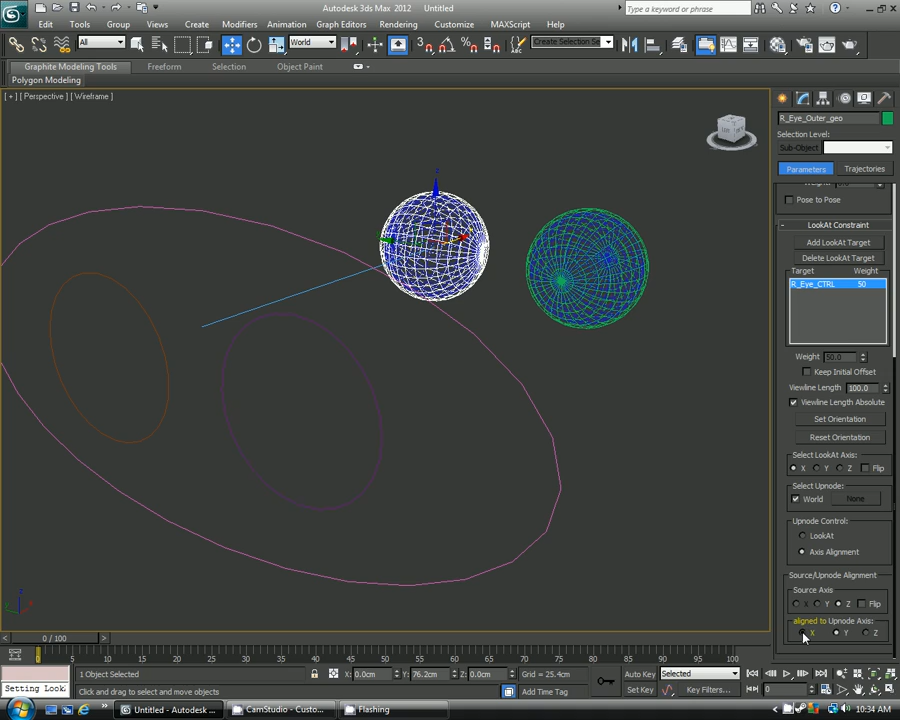 Autodesk 3ds Max 2012 Untitled
Type a keyword or phrase
Edit Tools Group Views Create Modifiers Animation Graph Editors Rendering Customize MAXScript Help
All World Create Selection Se
Graphite Modeling Tools Freeform Selection Object Paint
Polygon Modeling
[ + ] [ Perspective ] [ Wireframe ]
R_Eye_Outer_geo
Selection Level:
Sub-Object
Parameters Trajectories
Pose to Pose
- LookAt Constraint
Add LookAt Target
Delete LookAt Target
Target Weight
R_Eye_CTRL 50
Weight 50.0
Keep Initial Offset
Viewline Length 100.0
Viewline Length Absolute
Set Orientation
Reset Orientation
Select LookAt Axis:
X Y Z Flip
Select Upnode:
World None
Upnode Control:
LookAt
Axis Alignment
Source/Upnode Alignment
Source Axis
X Y Z Flip
aligned to Upnode Axis:
X Y Z
0 / 100
0 5 10 15 20 25 30 35 40 45 50 55 60 65 70 75 80 85 90 95 100
1 Object Selected X: 0.0cm Y: 76.2cm Z: 0.0cm Grid = 25.4cm Auto Key Selected
Setting Look Click and drag to select and move objects Add Time Tag Set Key Key Filters... 0
Untitled - Autodesk ... CamStudio - Custo... Flashing 10:34 AM